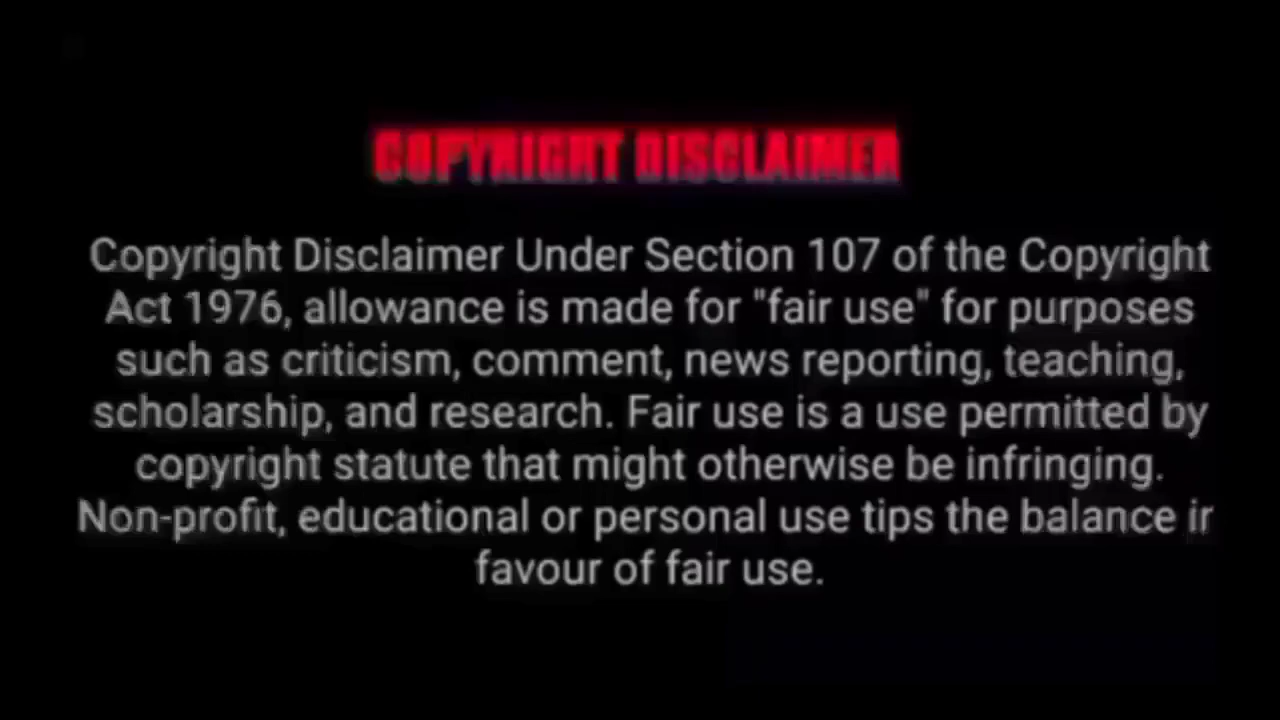 COPYRIGHT DISCLAIMER
Copyright Disclaimer Under Section 107 of the Copyright
Act 1976, allowance is made for "fair use" for purposes
such as criticism, comment, news reporting, teaching,
scholarship, and research. Fair use is a use permitted by
copyright statute that might otherwise be infringing.
Non-profit, educational or personal use tips the balance ir
favour of fair use.